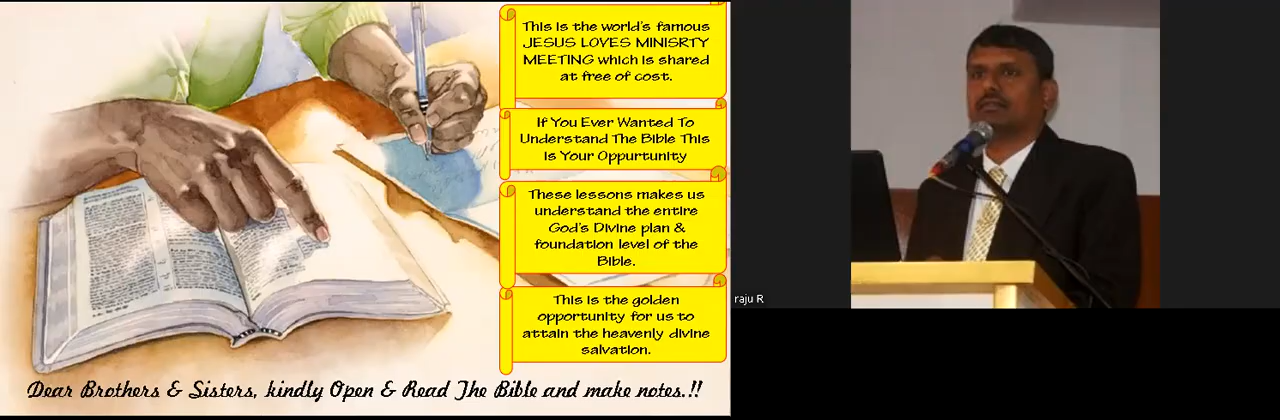 This is the world's famous
JESUS LOVES MINISRTY
MEETING which is shared
at free of cost.
If You Ever Wanted To
Understand The Bible This
Is Your Oppurtunity
These lessons makes us
understand the entire
God's Divine plan &
foundation level of the
Bible.
This is the golden
opportunity for us to
attain the heavenly divine
salvation.
Dear Brothers & Sisters, kindly Open & Read The Bible and make notes.!!
raju R